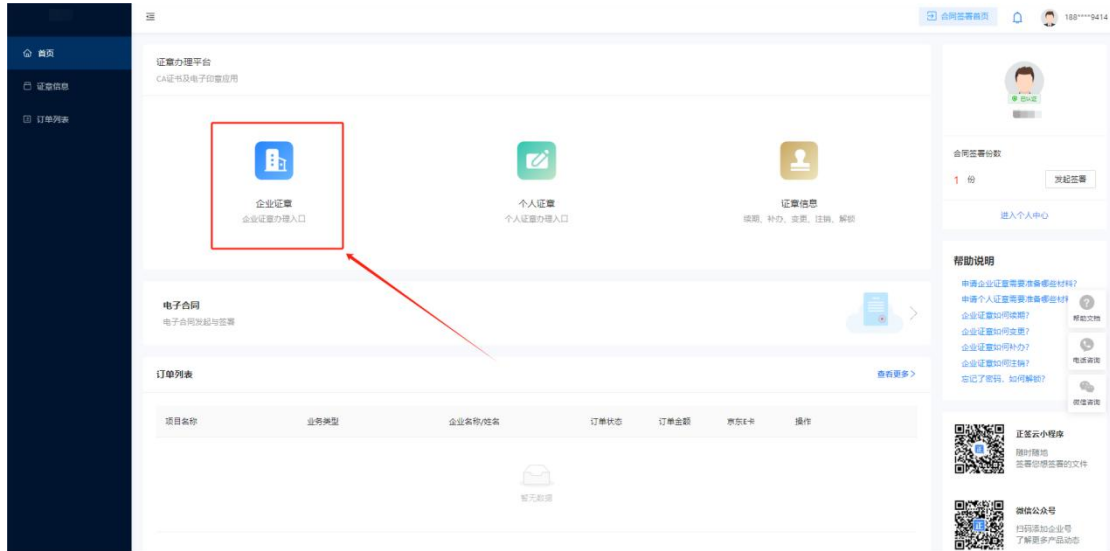 合同签署首页
188****9414
首页
证章信息
订单列表
证章办理平台
CA证书及电子印章应用
企业证章
企业证章办理入口
个人证章
个人证章办理入口
证章信息
续期、补办、变更、注销、解锁
电子合同
电子合同发起与签署
订单列表
查看更多>
项目名称 业务类型 企业名称/姓名 订单状态 订单金额 京东E卡 操作
暂无数据
已认证
合同签署份数
1 份
发起签署
进入个人中心
帮助说明
申请企业证章需要准备哪些材料?
申请个人证章需要准备哪些材
企业证章如何续期?
企业证章如何变更?
企业证章如何补办?
企业证章如何注销?
忘记了密码，如何解锁?
帮助文档
电话咨询
微信咨询
正签云小程序
随时随地
签署您想签署的文件
微信公众号
扫码添加企业号
了解更多产品动态